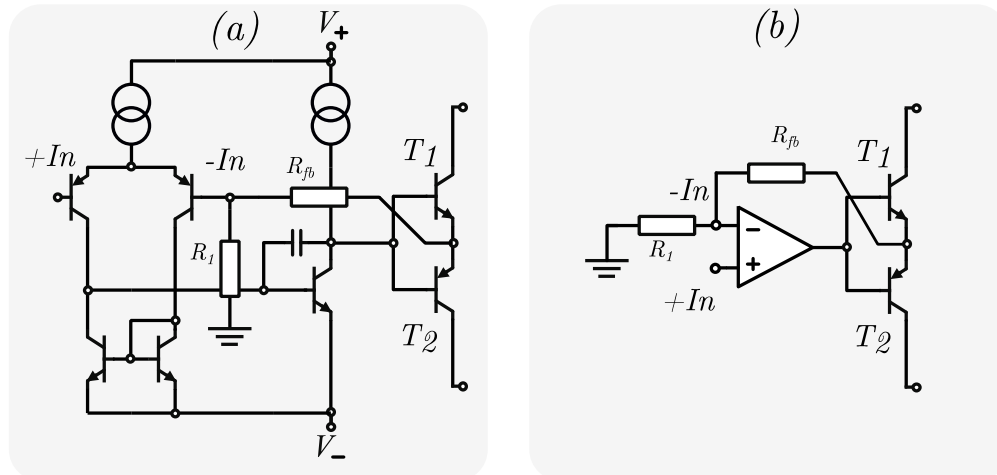 (a)
V+
+In
-In
Rfb
T1
R1
T2
V−
(b)
Rfb
T1
-In
R1
+In
T2